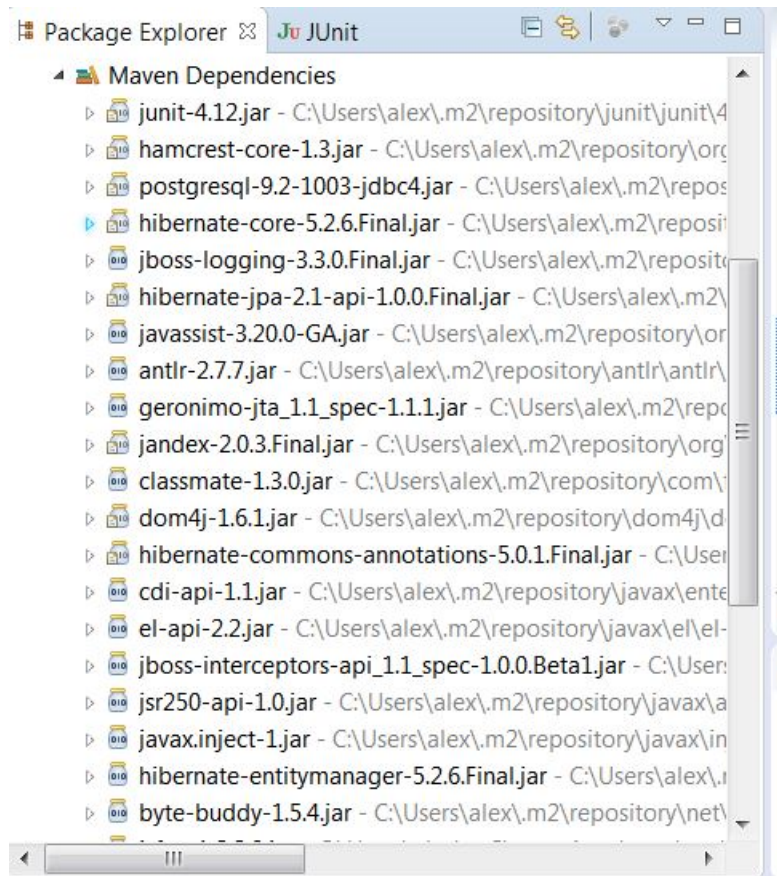 Package Explorer Ju JUnit
Maven Dependencies
junit-4.12.jar - C:\Users\alex\.m2\repository\junit\junit\4
hamcrest-core-1.3.jar - C:\Users\alex\.m2\repository\org
postgresql-9.2-1003-jdbc4.jar - C:\Users\alex\.m2\repos
hibernate-core-5.2.6.Final.jar - C:\Users\alex\.m2\reposit
jboss-logging-3.3.0.Final.jar - C:\Users\alex\.m2\reposito
hibernate-jpa-2.1-api-1.0.0.Final.jar - C:\Users\alex\.m2\
javassist-3.20.0-GA.jar - C:\Users\alex\.m2\repository\or
antlr-2.7.7.jar - C:\Users\alex\.m2\repository\antlr\antlr\
geronimo-jta_1.1_spec-1.1.1.jar - C:\Users\alex\.m2\repo
jandex-2.0.3.Final.jar - C:\Users\alex\.m2\repository\org\
classmate-1.3.0.jar - C:\Users\alex\.m2\repository\com\
dom4j-1.6.1.jar - C:\Users\alex\.m2\repository\dom4j\d
hibernate-commons-annotations-5.0.1.Final.jar - C:\User
cdi-api-1.1.jar - C:\Users\alex\.m2\repository\javax\ente
el-api-2.2.jar - C:\Users\alex\.m2\repository\javax\el\el-
jboss-interceptors-api_1.1_spec-1.0.0.Beta1.jar - C:\Users
jsr250-api-1.0.jar - C:\Users\alex\.m2\repository\javax\a
javax.inject-1.jar - C:\Users\alex\.m2\repository\javax\in
hibernate-entitymanager-5.2.6.Final.jar - C:\Users\alex\.
byte-buddy-1.5.4.jar - C:\Users\alex\.m2\repository\net\